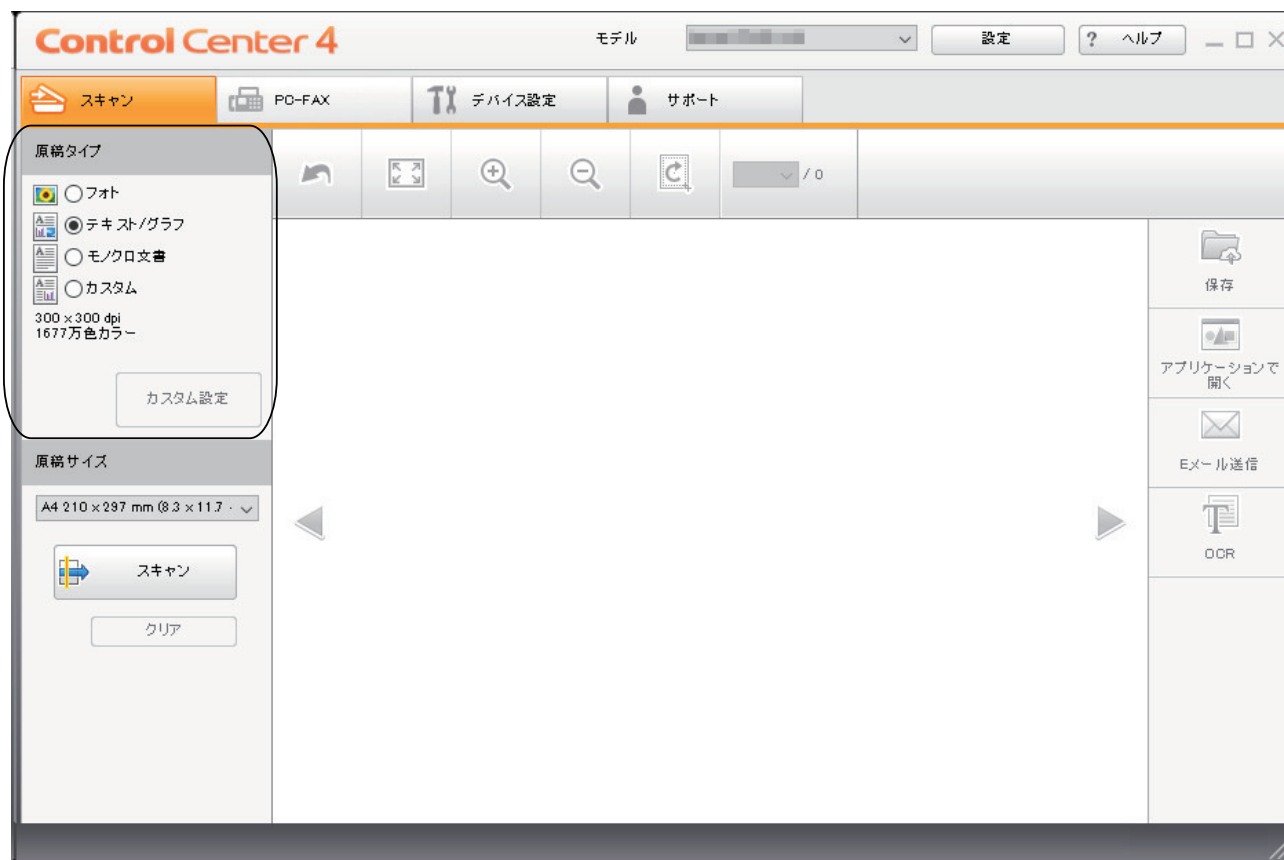 Control Center 4
モデル
設定
? ヘルプ
スキャン
PC-FAX
デバイス設定
サポート
原稿タイプ
フォト
テキスト/グラフ
モノクロ文書
カスタム
300 x 300 dpi
1677万色カラー
カスタム設定
/ 0
原稿サイズ
A4 210 x 297 mm (8.3 x 11.7 ·
スキャン
クリア
保存
アプリケーションで
開く
Eメール送信
OCR